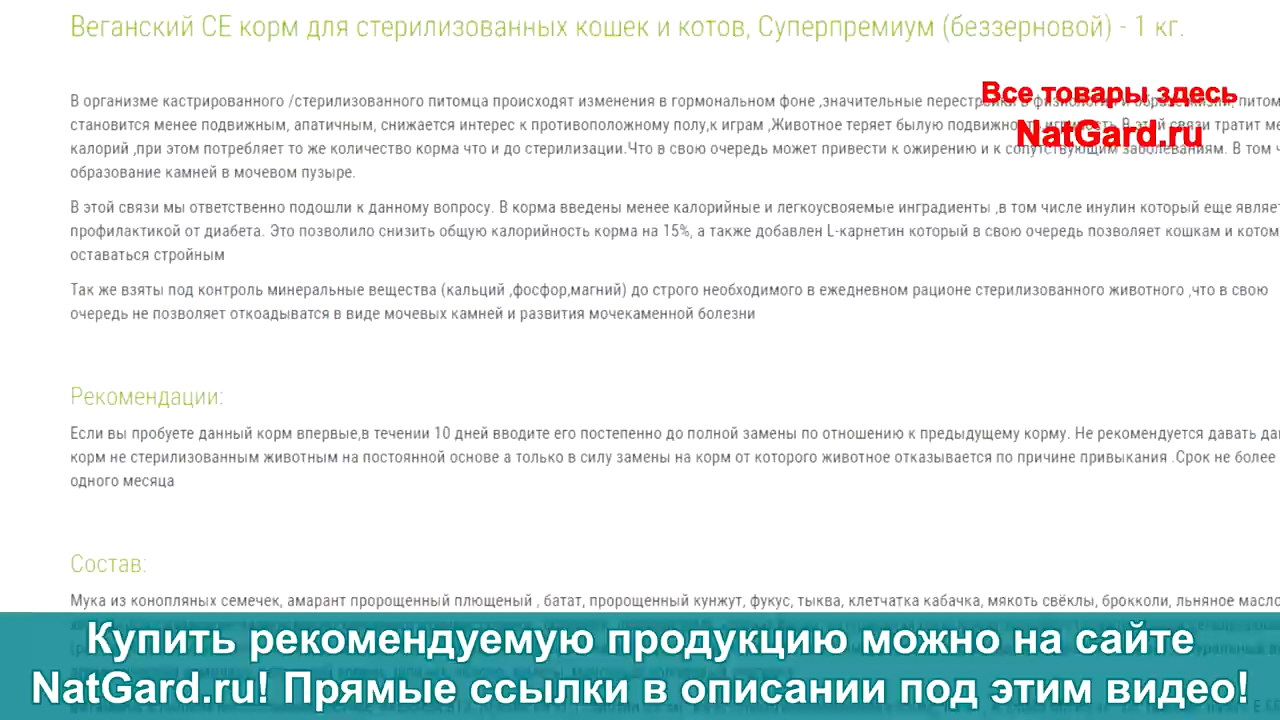 Веганский СЕ корм для стерилизованных кошек и котов, Суперпремиум (беззерновой) - 1 кг.
Все товары здесь
NatGard.ru
В организме кастрированного /стерилизованного питомца происходят изменения в гормональном фоне ,значительные
становится менее подвижным, апатичным, снижается интерес к противоположному полу,к играм ,Животное теряет былую связи тратит
калорий ,при этом потребляет то же количество корма что и до стерилизации.Что в свою очередь может привести к ожирению и к сопутствующим заболеваниям. В том
образование камней в мочевом пузыре.
В этой связи мы ответственно подошли к данному вопросу. В корма введены менее калорийные и легкоусвояемые инградиенты ,в том числе инулин который еще
профилактикой от диабета. Это позволило снизить общую калорийность корма на 15%, а также добавлен L-карнетин который в свою очередь позволяет кошкам и котом
оставаться стройным
Так же взяты под контроль минеральные вещества (кальций ,фосфор,магний) до строго необходимого в ежедневном рационе стерилизованного животного ,что в свою
очередь не позволяет откоадыватся в виде мочевых камней и развития мочекаменной болезни
Рекомендации:
Если вы пробуете данный корм впервые,в течении 10 дней вводите его постепенно до полной замены по отношению к предыдущему корму. Не рекомендуется давать
корм не стерилизованным животным на постоянной основе а только в силу замены на корм от которого животное отказывается по причине привыкания .Срок не более
одного месяца
Состав:
Мука из конопляных семечек, амарант пророщенный плющеный , батат, пророщенный кунжут, фукус, тыква, клетчатка кабачка, мякоть свёклы, брокколи, льняное масло
Купить рекомендуемую продукцию можно на сайте
NatGard.ru! Прямые ссылки в описании под этим видео!